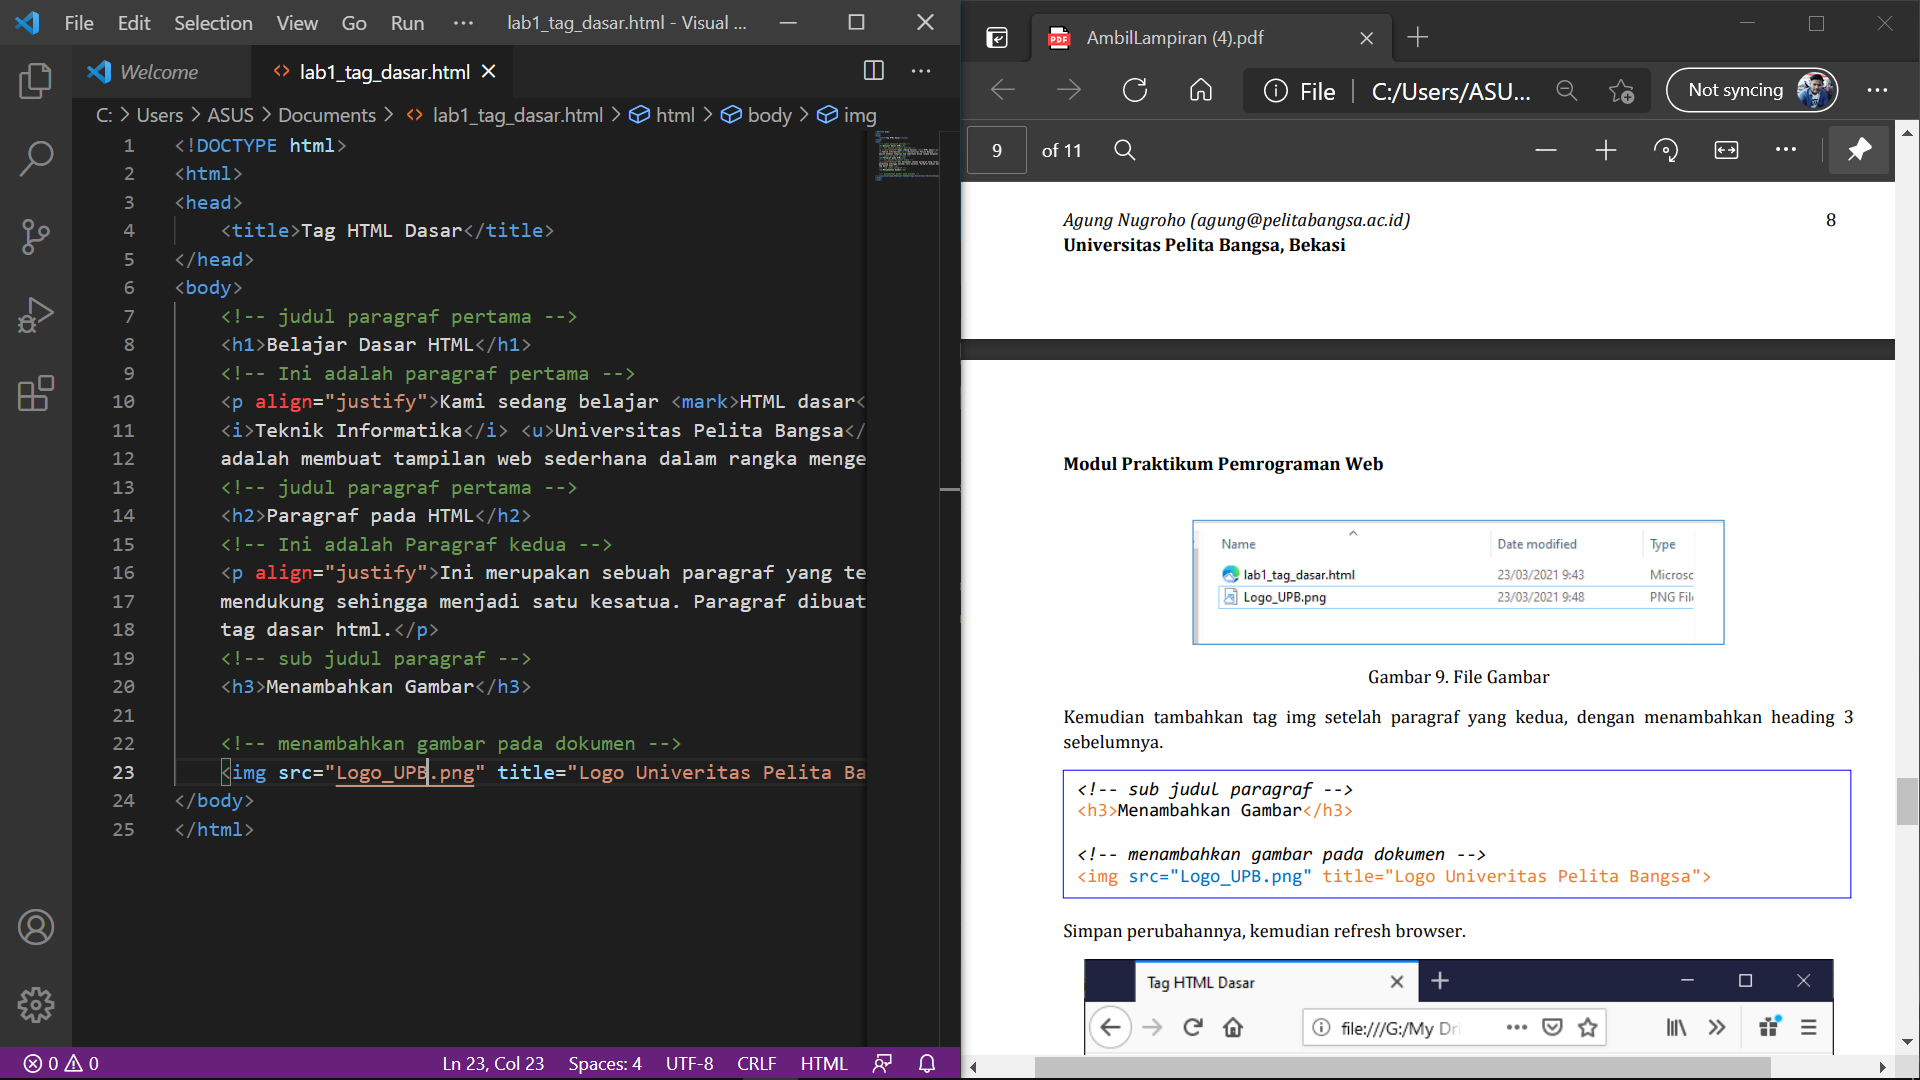 File Edit Selection View Go Run ··· lab1_tag_dasar.html - Visual ...
Welcome lab1_tag_dasar.html
C: > Users > ASUS > Documents > lab1_tag_dasar.html > html > body > img
1 <!DOCTYPE html>
2 <html>
3 <head>
4 <title>Tag HTML Dasar</title>
5 </head>
6 <body>
7 <!-- judul paragraf pertama -->
8 <h1>Belajar Dasar HTML</h1>
9 <!-- Ini adalah paragraf pertama -->
10 <p align="justify">Kami sedang belajar <mark>HTML dasar<
11 <i>Teknik Informatika</i> <u>Universitas Pelita Bangsa</
12 adalah membuat tampilan web sederhana dalam rangka menge
13 <!-- judul paragraf pertama -->
14 <h2>Paragraf pada HTML</h2>
15 <!-- Ini adalah Paragraf kedua -->
16 <p align="justify">Ini merupakan sebuah paragraf yang te
17 mendukung sehingga menjadi satu kesatua. Paragraf dibuat
18 tag dasar html.</p>
19 <!-- sub judul paragraf -->
20 <h3>Menambahkan Gambar</h3>
21
22 <!-- menambahkan gambar pada dokumen -->
23 <img src="Logo_UPB.png" title="Logo Univeritas Pelita Ba
24 </body>
25 </html>
0 0 Ln 23, Col 23 Spaces: 4 UTF-8 CRLF HTML
PDF AmbilLampiran (4).pdf
File | C:/Users/ASU... Not syncing
9 of 11
Agung Nugroho (agung@pelitabangsa.ac.id) 8
Universitas Pelita Bangsa, Bekasi
Modul Praktikum Pemrograman Web
Name Date modified Type
lab1_tag_dasar.html 23/03/2021 9:43 Microsc
Logo_UPB.png 23/03/2021 9:48 PNG Fil
Gambar 9. File Gambar
Kemudian tambahkan tag img setelah paragraf yang kedua, dengan menambahkan heading 3
sebelumnya.
<!-- sub judul paragraf -->
<h3>Menambahkan Gambar</h3>
<!-- menambahkan gambar pada dokumen -->
<img src="Logo_UPB.png" title="Logo Univeritas Pelita Bangsa">
Simpan perubahannya, kemudian refresh browser.
Tag HTML Dasar
file:///G:/My Dri